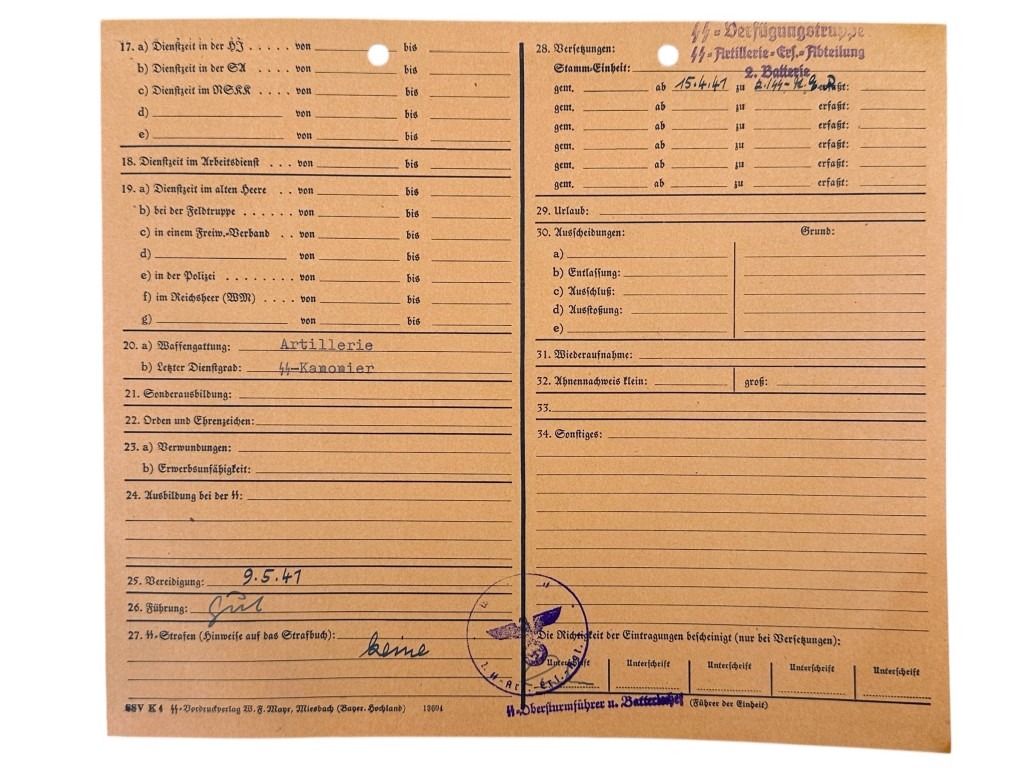 17. a) Dienstzeit in der HJ . . . . . von bis
b) Dienstzeit in der SA . . . . von bis
c) Dienstzeit im NSKK . . . . von bis
d) von bis
e) von bis
18. Dienstzeit im Arbeitsdienst . . . von bis
19. a) Dienstzeit im alten Heere . . von bis
b) bei der Feldtruppe . . . . . . von bis
c) in einem Freiw.-Verband . . von bis
d) von bis
e) in der Polizei . . . . . . . . von bis
f) im Reichsheer (WM) . . . . von bis
g) von bis
20. a) Waffengattung: Artillerie
b) Letzter Dienstgrad: SS-Kanonier
21. Sonderausbildung:
22. Orden und Ehrenzeichen:
23. a) Verwundungen:
b) Erwerbsunfähigkeit:
24. Ausbildung bei der SS:
25. Vereidigung: 9.5.41
26. Führung: gut
27. SS-Strafen (Hinweise auf das Strafbuch): keine
SSV K 4 SS-Vordruckverlag W. F. Mayr, Miesbach (Bayer. Hochland) 13604
SS-Verfügungstruppe
SS-Artillerie-Ers.-Abteilung
2. Batterie
28. Versetzungen:
Stamm-Einheit:
gem. ab 15.4.41 zu erfaßt:
gem. ab zu erfaßt:
gem. ab zu erfaßt:
gem. ab zu erfaßt:
gem. ab zu erfaßt:
gem. ab zu erfaßt:
29. Urlaub:
30. Ausscheidungen: Grund:
a)
b) Entlassung:
c) Ausschluß:
d) Ausstoßung:
e)
31. Wiederaufnahme:
32. Ahnennachweis klein: groß:
33.
34. Sonstiges:
Die Richtigkeit der Eintragungen bescheinigt (nur bei Versetzungen):
Unterschrift Unterschrift Unterschrift Unterschrift Unterschrift
SS-Obersturmführer u. Batteriechef (Führer der Einheit)